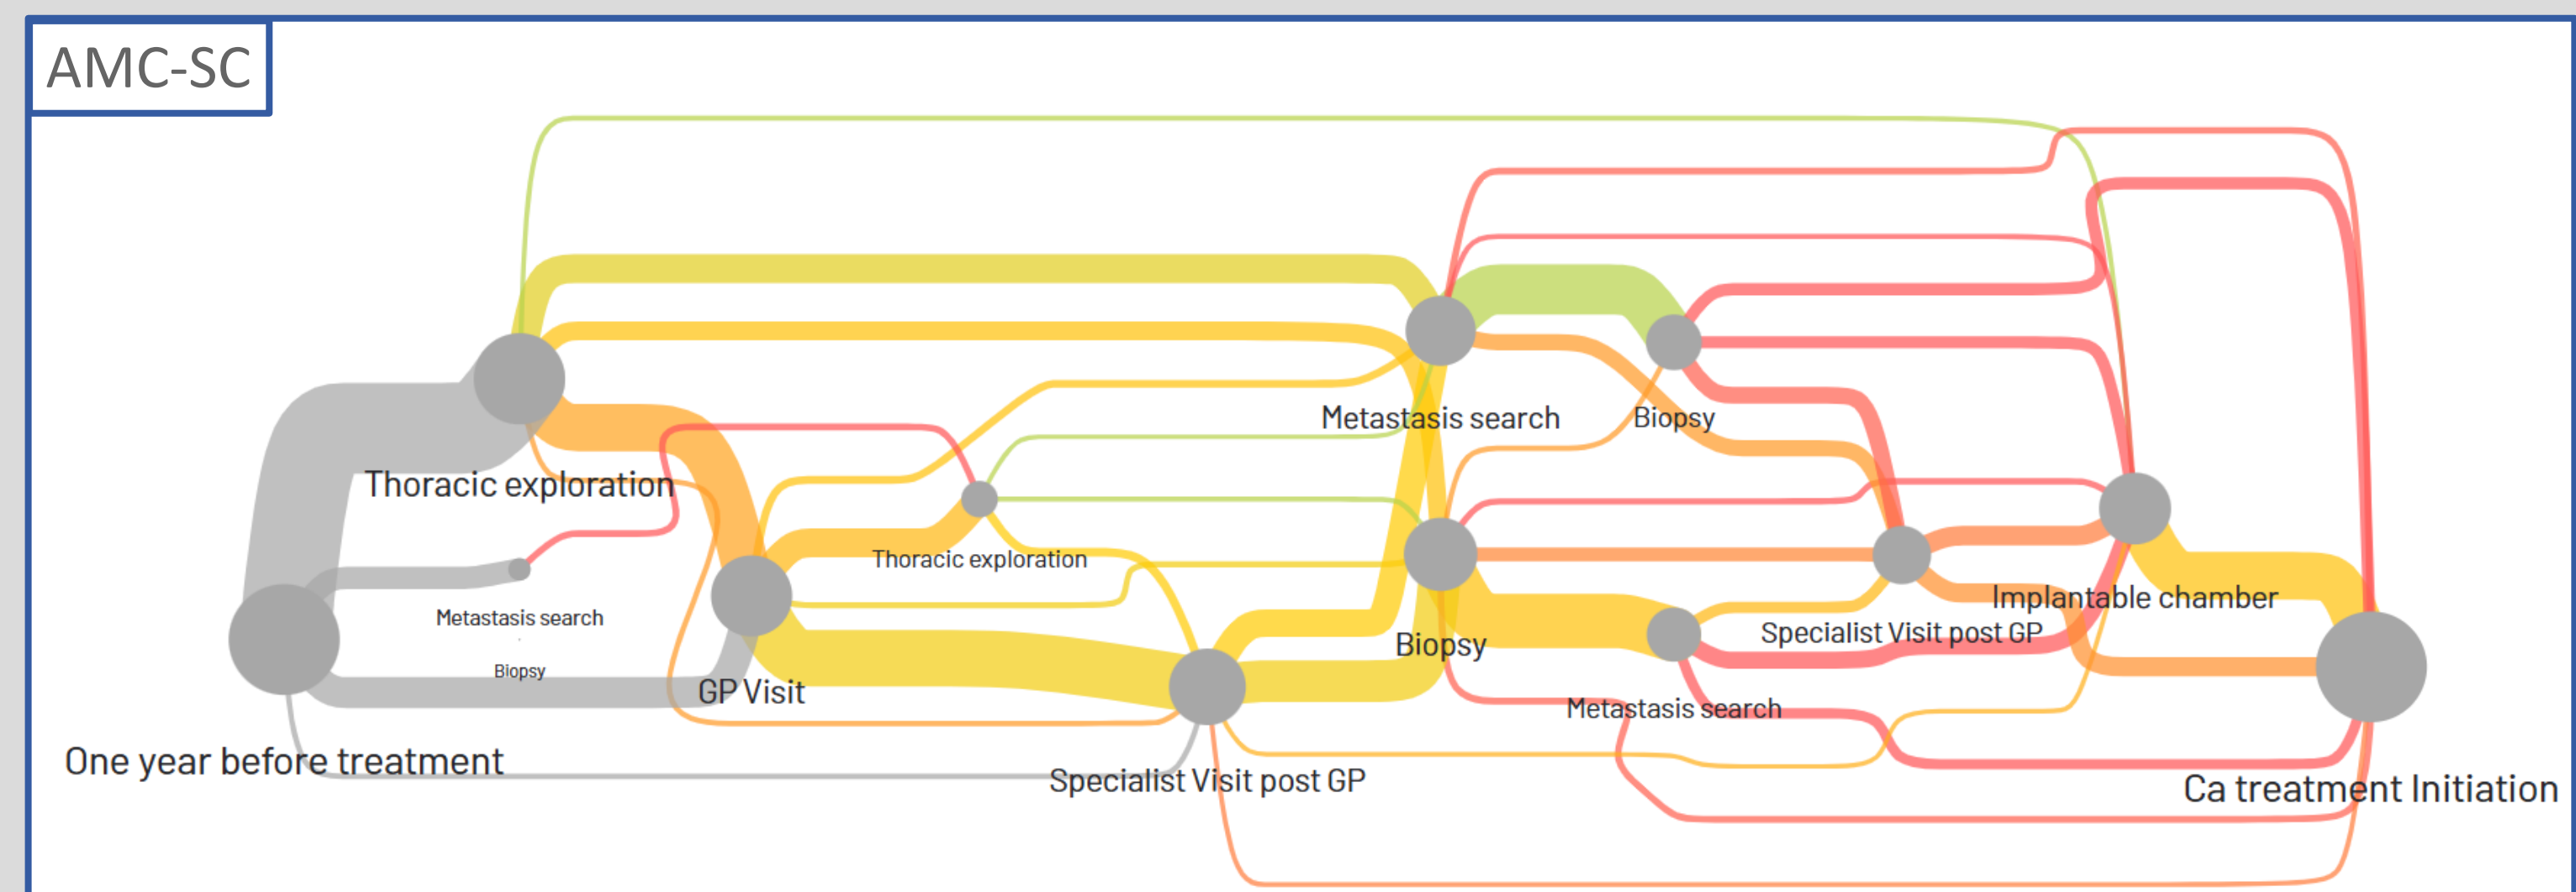 AMC-SC
Metastasis search
Biopsy
Thoracic exploration
Thoracic exploration
Implantable chamber
Metastasis search
Specialist Visit post GP
Biopsy
Biopsy
GP Visit
Metastasis search
One year before treatment
Specialist Visit post GP
Ca treatment Initiation